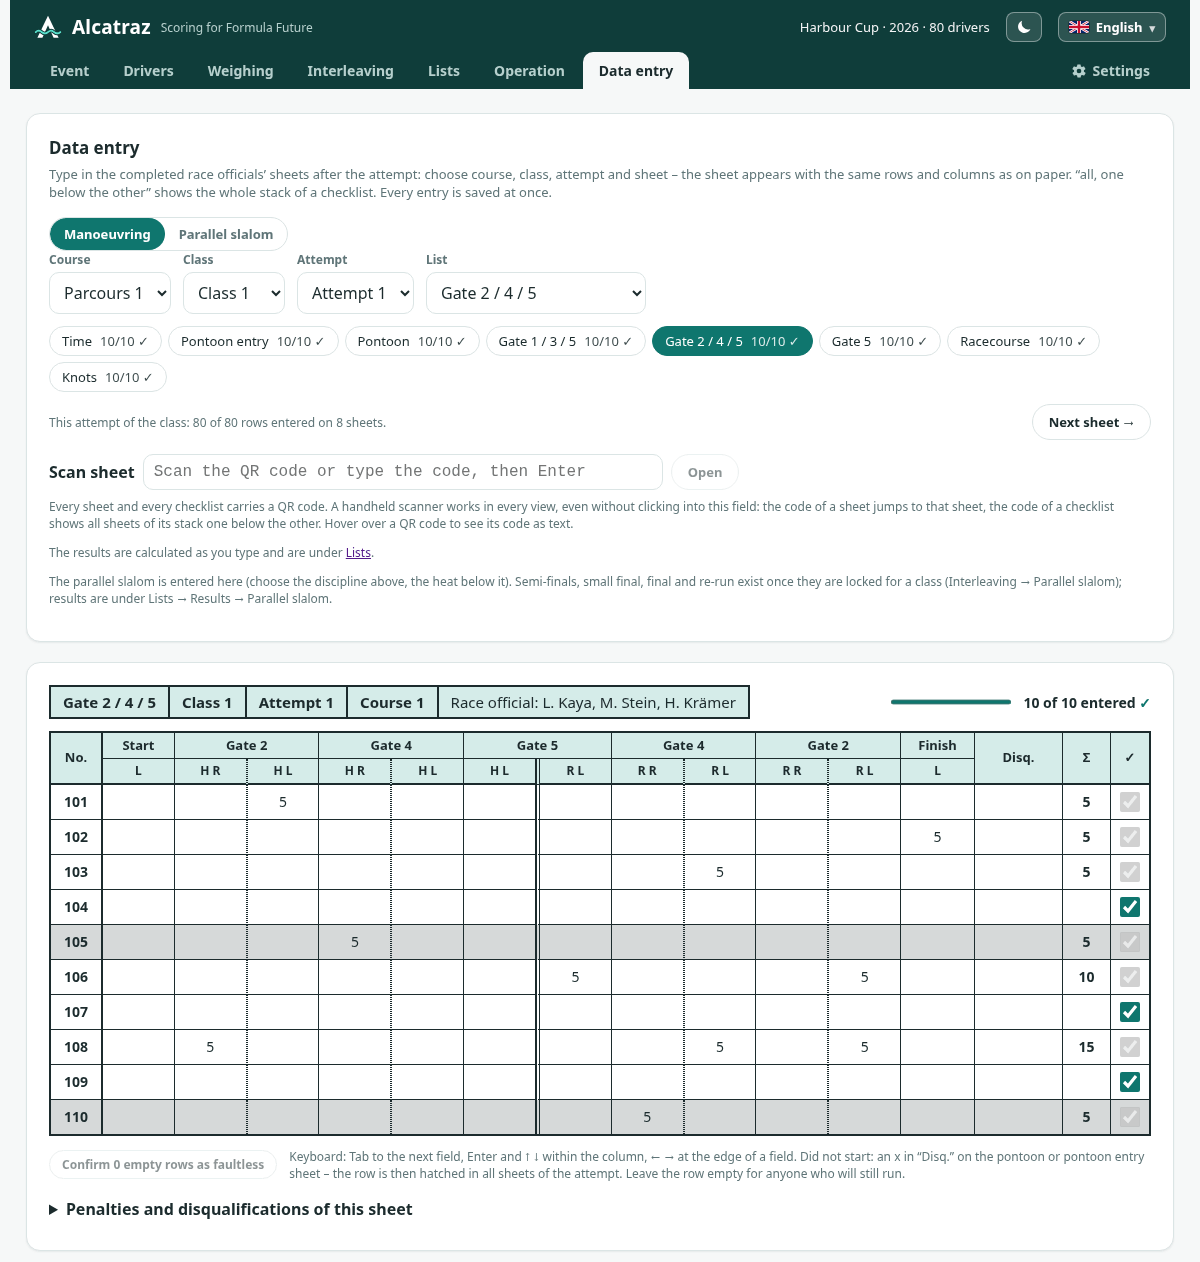 Alcatraz Scoring for Formula Future Harbour Cup · 2026 · 80 drivers English
Event Drivers Weighing Interleaving Lists Operation Data entry Settings
Data entry
Type in the completed race officials’ sheets after the attempt: choose course, class, attempt and sheet – the sheet appears with the same rows and columns as on paper. “all, one
below the other” shows the whole stack of a checklist. Every entry is saved at once.
Manoeuvring Parallel slalom
Course Class Attempt List
Parcours 1 Class 1 Attempt 1 Gate 2 / 4 / 5
Time 10/10 ✓ Pontoon entry 10/10 ✓ Pontoon 10/10 ✓ Gate 1 / 3 / 5 10/10 ✓ Gate 2 / 4 / 5 10/10 ✓ Gate 5 10/10 ✓ Racecourse 10/10 ✓
Knots 10/10 ✓
This attempt of the class: 80 of 80 rows entered on 8 sheets. Next sheet →
Scan sheet Scan the QR code or type the code, then Enter Open
Every sheet and every checklist carries a QR code. A handheld scanner works in every view, even without clicking into this field: the code of a sheet jumps to that sheet, the code of a checklist
shows all sheets of its stack one below the other. Hover over a QR code to see its code as text.
The results are calculated as you type and are under Lists.
The parallel slalom is entered here (choose the discipline above, the heat below it). Semi-finals, small final, final and re-run exist once they are locked for a class (Interleaving → Parallel slalom);
results are under Lists → Results → Parallel slalom.
Gate 2 / 4 / 5 Class 1 Attempt 1 Course 1 Race official: L. Kaya, M. Stein, H. Krämer 10 of 10 entered ✓
No. Start Gate 2 Gate 4 Gate 5 Gate 4 Gate 2 Finish Disq. Σ ✓
L H R H L H R H L H L R L R R R L R R R L L
101 5 5
102 5 5
103 5 5
104
105 5 5
106 5 5 10
107
108 5 5 5 15
109
110 5 5
Confirm 0 empty rows as faultless Keyboard: Tab to the next field, Enter and ↑ ↓ within the column, ← → at the edge of a field. Did not start: an x in “Disq.” on the pontoon or pontoon entry
sheet – the row is then hatched in all sheets of the attempt. Leave the row empty for anyone who will still run.
Penalties and disqualifications of this sheet